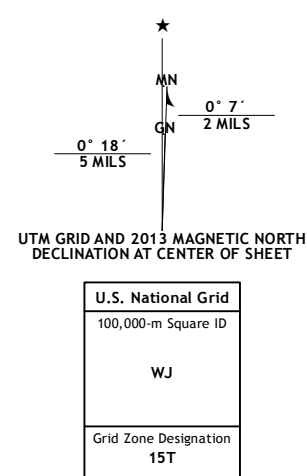 ★
MN
0° 7´
2 MILS
GN
0° 18´
5 MILS
UTM GRID AND 2013 MAGNETIC NORTH
DECLINATION AT CENTER OF SHEET
U.S. National Grid
100,000-m Square ID
WJ
Grid Zone Designation
15T